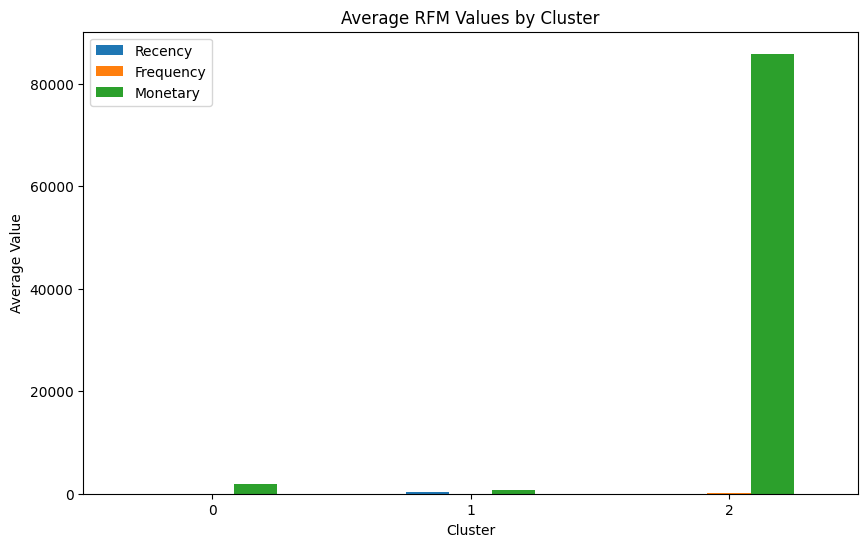 Average RFM Values by Cluster
Recency
Frequency
Monetary
80000
60000
40000
20000
0
Average Value
0 1 2
Cluster